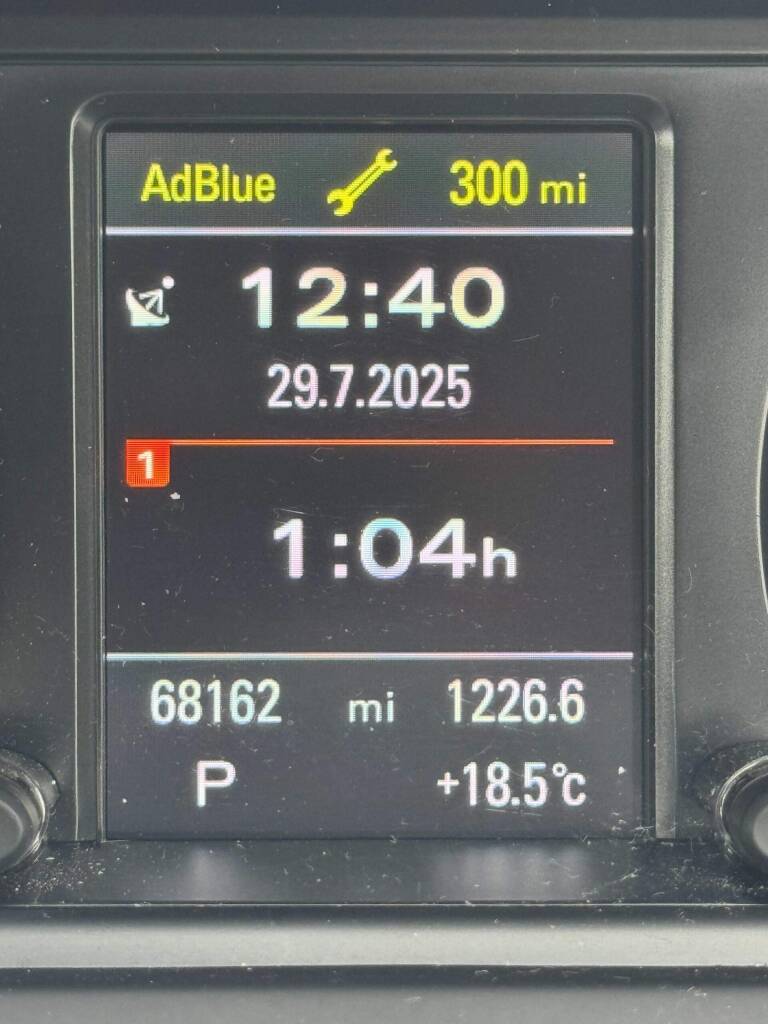 AdBlue 300 mi
12:40
29.7.2025
1
1:04h
68162 mi 1226.6
P +18.5°C